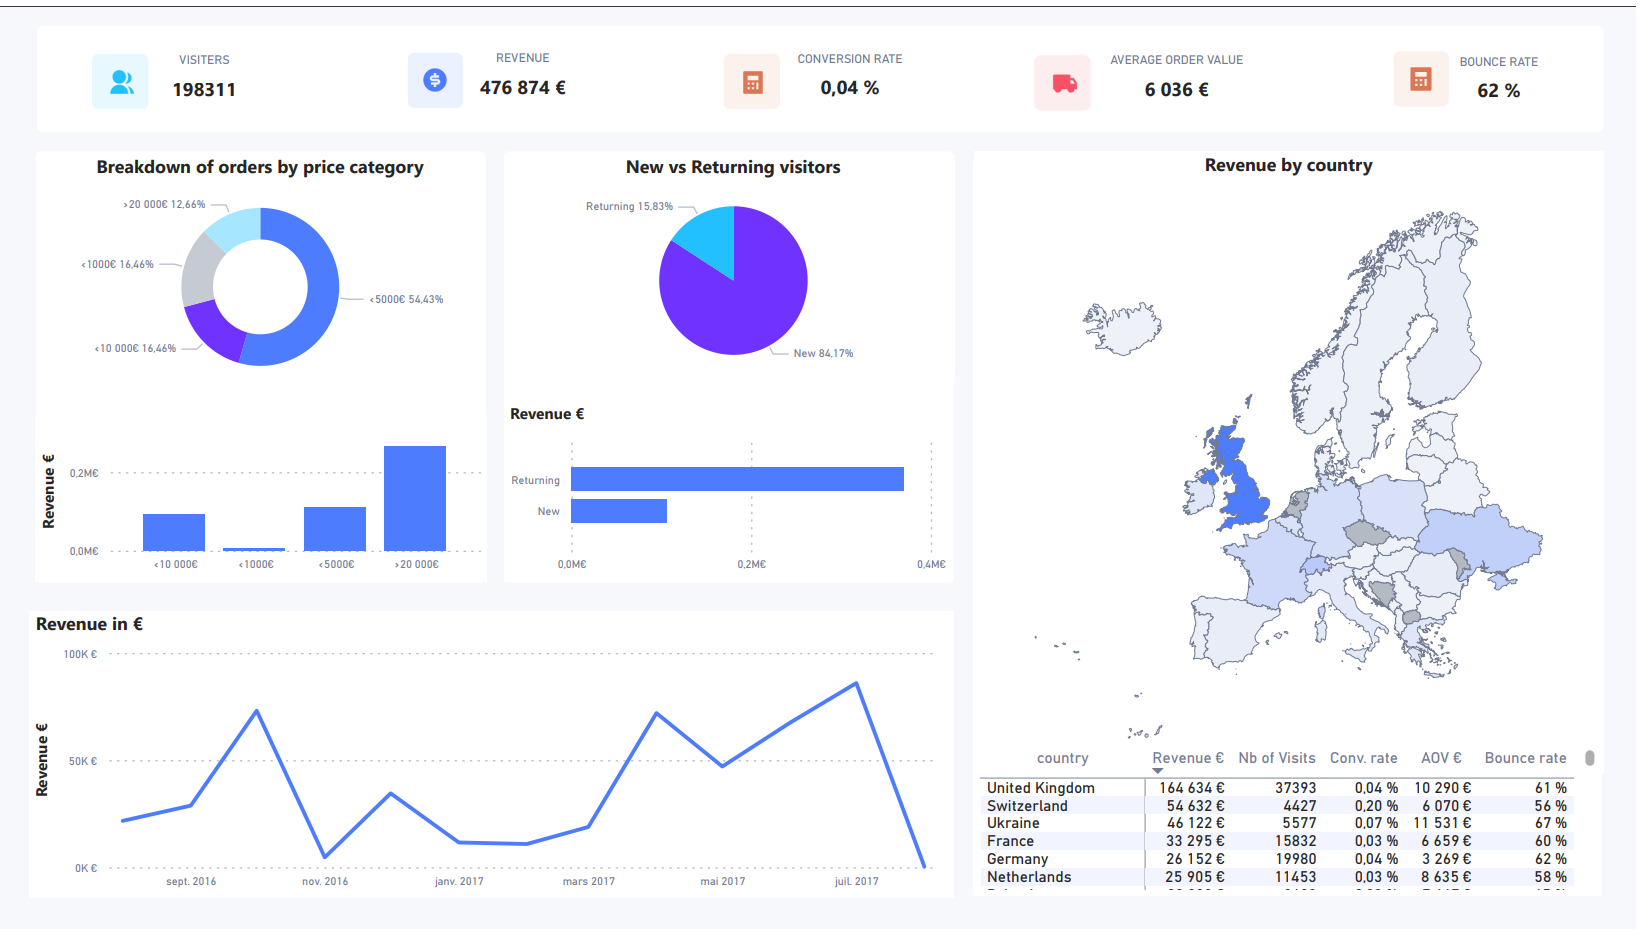 VISITERS
198311
REVENUE
476 874 €
CONVERSION RATE
0,04 %
AVERAGE ORDER VALUE
6 036 €
BOUNCE RATE
62 %
Breakdown of orders by price category
>20 000€ 12,66%
<1000€ 16,46%
<5000€ 54,43%
<10 000€ 16,46%
Revenue €
0,2M€
0,0M€
<10 000€ <1000€ <5000€ >20 000€
New vs Returning visitors
Returning 15,83%
New 84,17%
Revenue €
Returning
New
0,0M€ 0,2M€ 0,4M€
Revenue in €
Revenue €
100K €
50K €
0K €
sept. 2016 nov. 2016 janv. 2017 mars 2017 mai 2017 juil. 2017
Revenue by country
country Revenue € Nb of Visits Conv. rate AOV € Bounce rate
United Kingdom 164 634 € 37393 0,04 % 10 290 € 61 %
Switzerland 54 632 € 4427 0,20 % 6 070 € 56 %
Ukraine 46 122 € 5577 0,07 % 11 531 € 67 %
France 33 295 € 15832 0,03 % 6 659 € 60 %
Germany 26 152 € 19980 0,04 % 3 269 € 62 %
Netherlands 25 905 € 11453 0,03 % 8 635 € 58 %